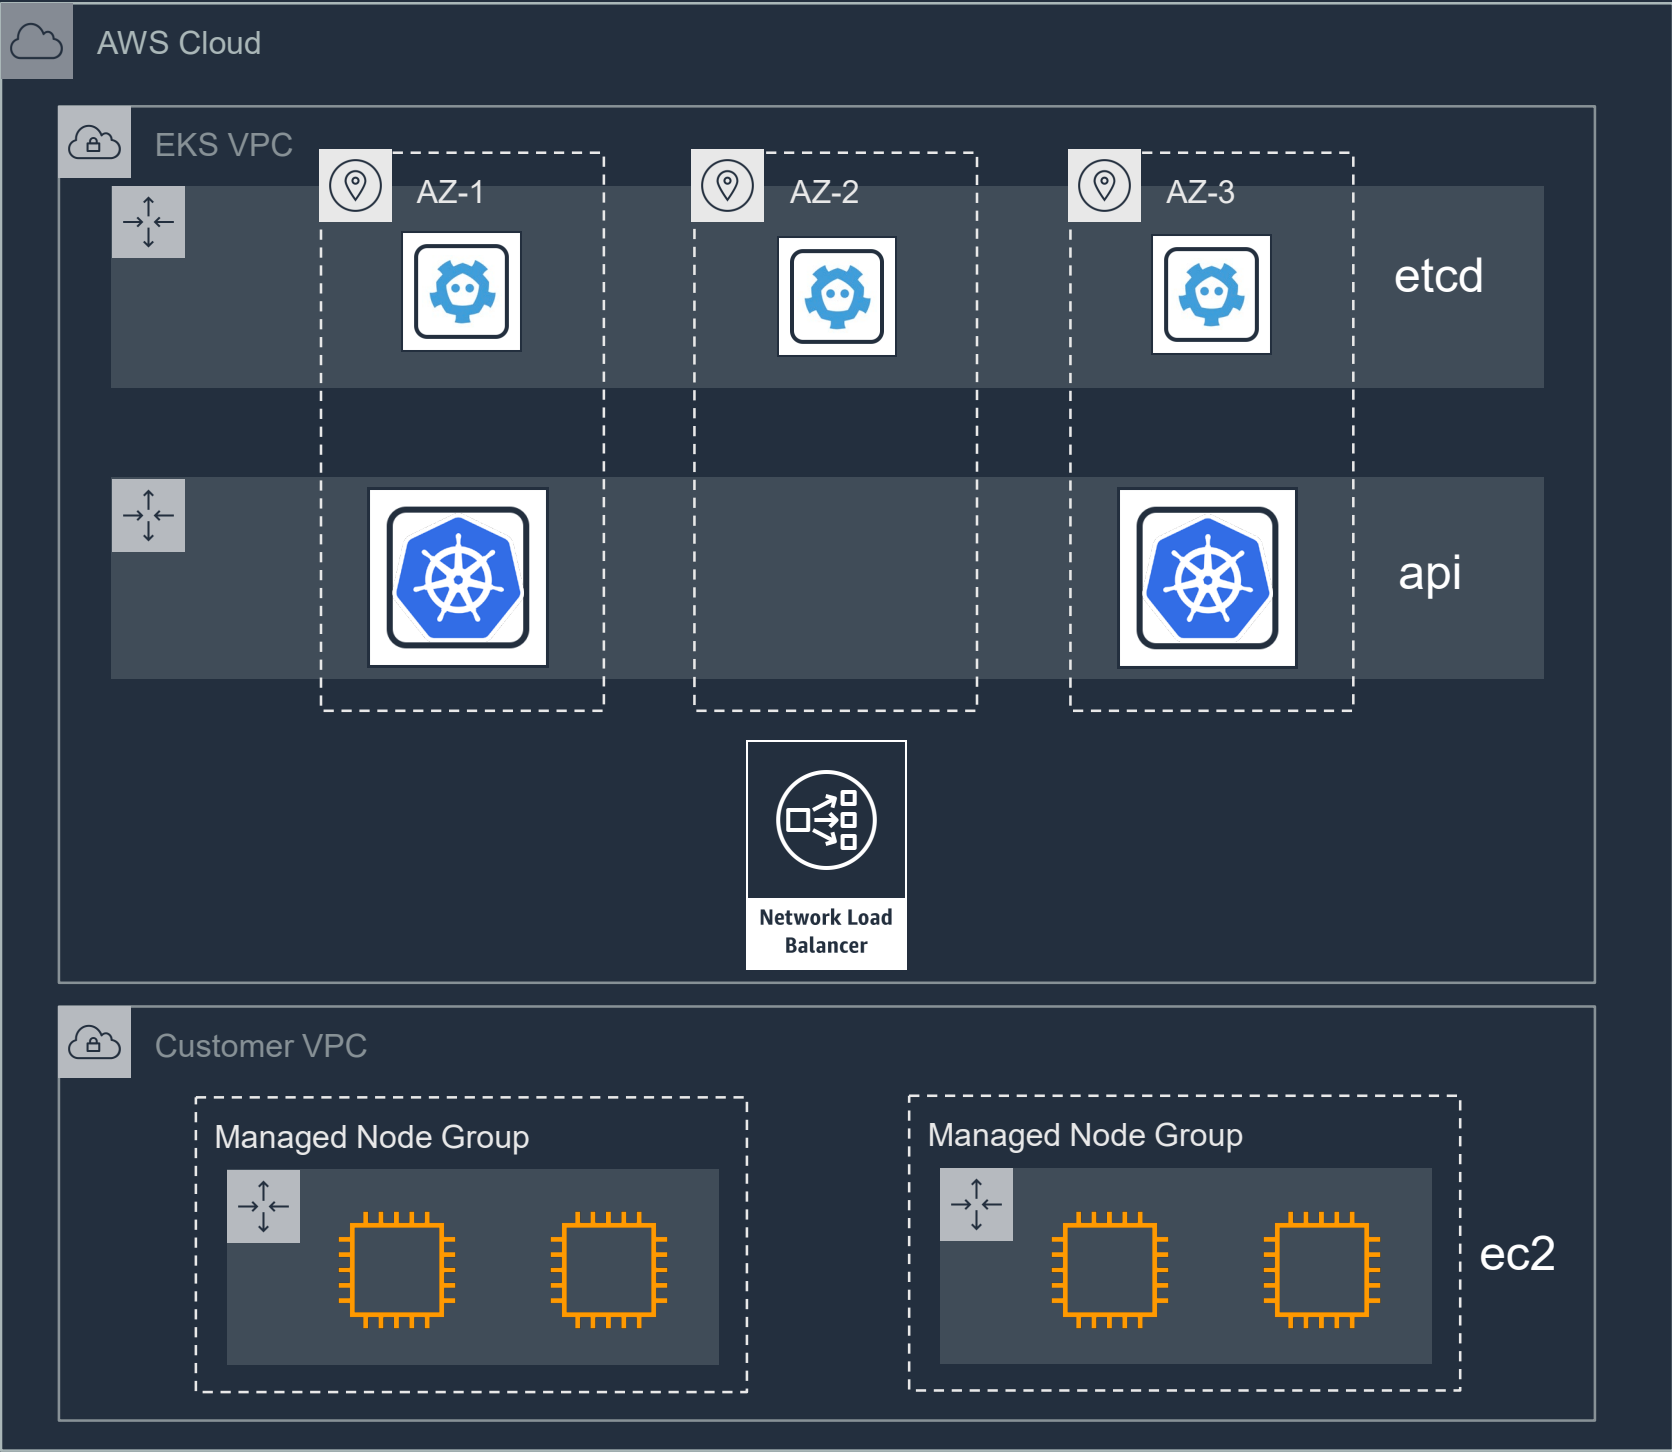 AWS Cloud
EKS VPC
AZ-1
AZ-2
AZ-3
etcd
api
Network Load
Balancer
Customer VPC
Managed Node Group
Managed Node Group
ec2